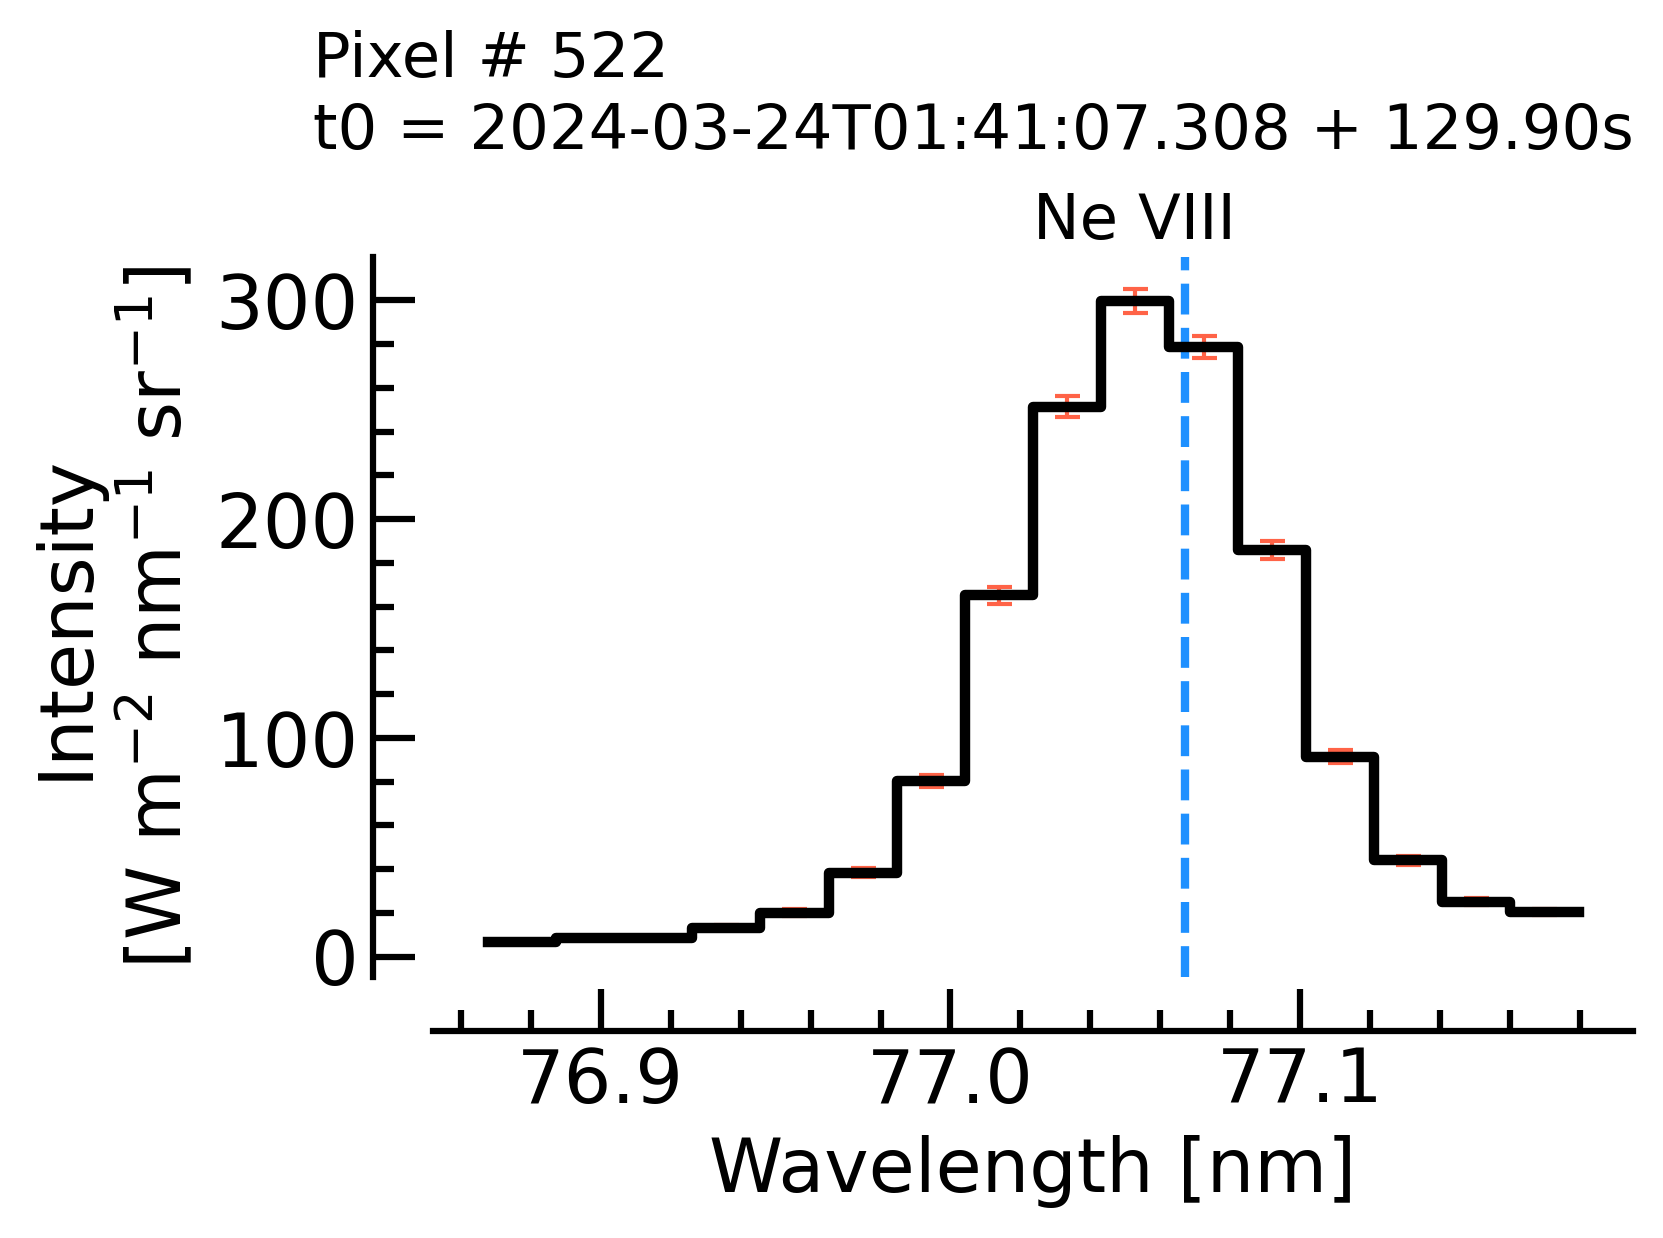 Pixel # 522
t0 = 2024-03-24T01:41:07.308 + 129.90s
Ne VIII
Intensity
[W m⁻² nm⁻¹ sr⁻¹]
300
200
100
0
76.9 77.0 77.1
Wavelength [nm]